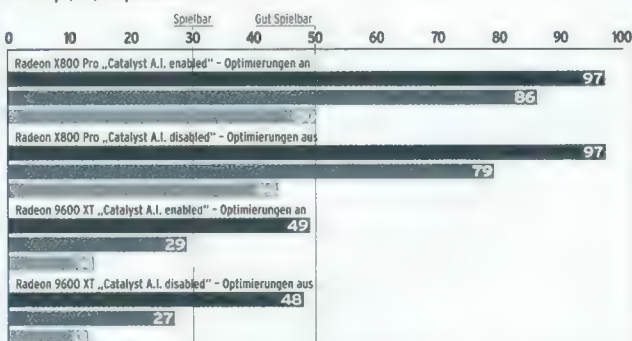 Spielbar Gut Spielbar
0 10 20 30 40 50 60 70 80 90 100
Radeon X800 Pro „Catalyst A.I. enabled" – Optimierungen an
97
86
Radeon X800 Pro „Catalyst A.I. disabled" – Optimierungen aus
97
79
Radeon 9600 XT „Catalyst A.I. enabled" – Optimierungen an
49
29
Radeon 9600 XT „Catalyst A.I. disabled" – Optimierungen aus
48
27